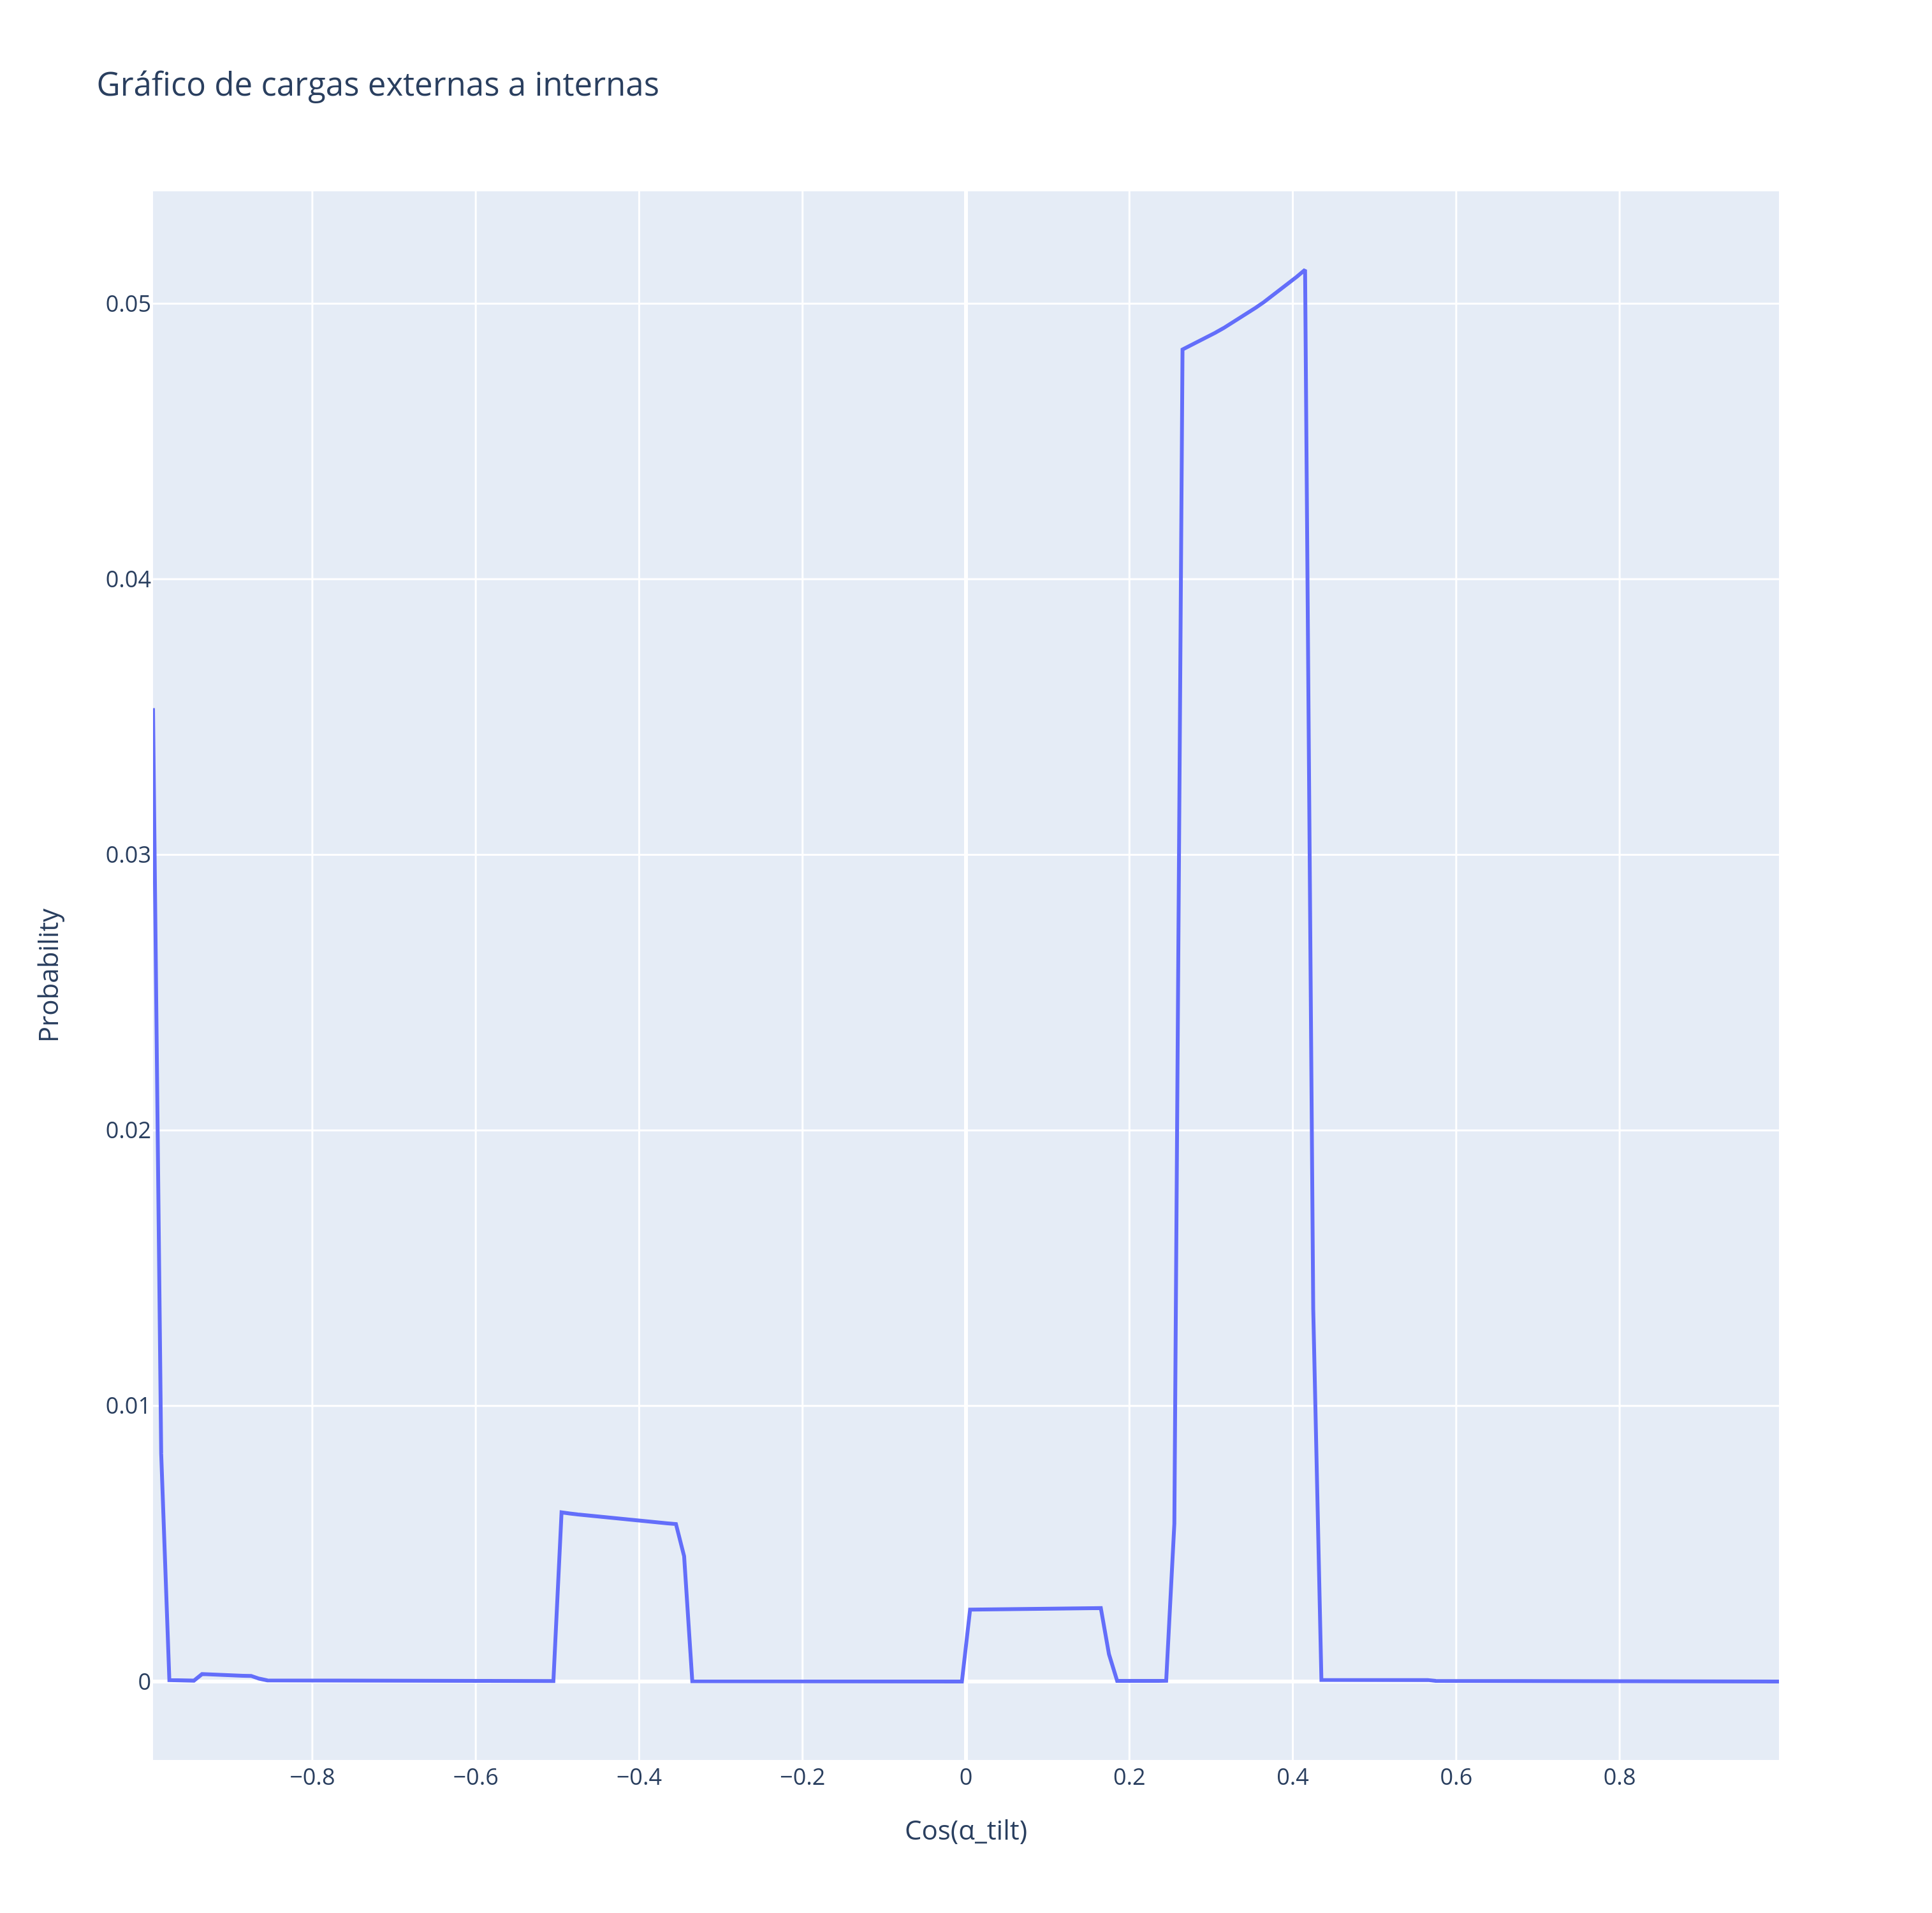 Gráfico de cargas externas a internas
0.05
0.04
0.03
0.02
0.01
0
Probability
−0.8 −0.6 −0.4 −0.2 0 0.2 0.4 0.6 0.8
Cos(α_tilt)